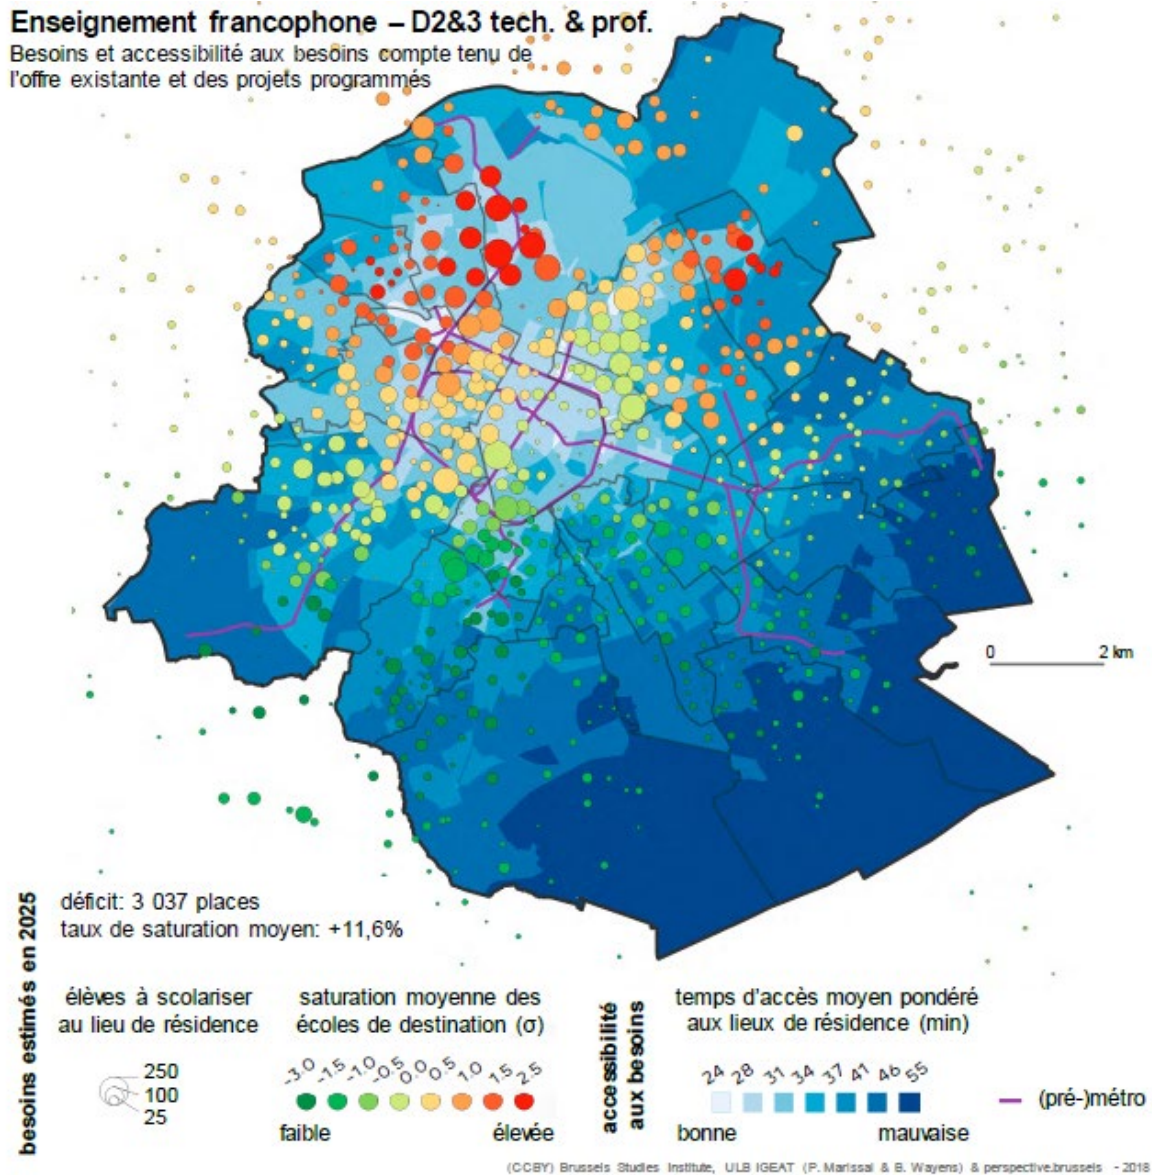 Enseignement francophone – D2&3 tech. & prof.
Besoins et accessibilité aux besoins compte tenu de
l'offre existante et des projets programmés
0 2 km
besoins estimés en 2025
déficit: 3 037 places
taux de saturation moyen: +11,6%
élèves à scolariser
au lieu de résidence
250
100
25
saturation moyenne des
écoles de destination (σ)
-3.0 -1.5 -1.0 -0.5 0.0 0.5 1.0 1.5 2.5
faible élevée
accessibilité
aux besoins
temps d'accès moyen pondéré
aux lieux de résidence (min)
24 28 31 34 37 41 46 55
bonne mauvaise
(pré-)métro
(CCBY) Brussels Studies Institute, ULB IGEAT (P. Marissal & B. Wayens) & perspective.brussels - 2018